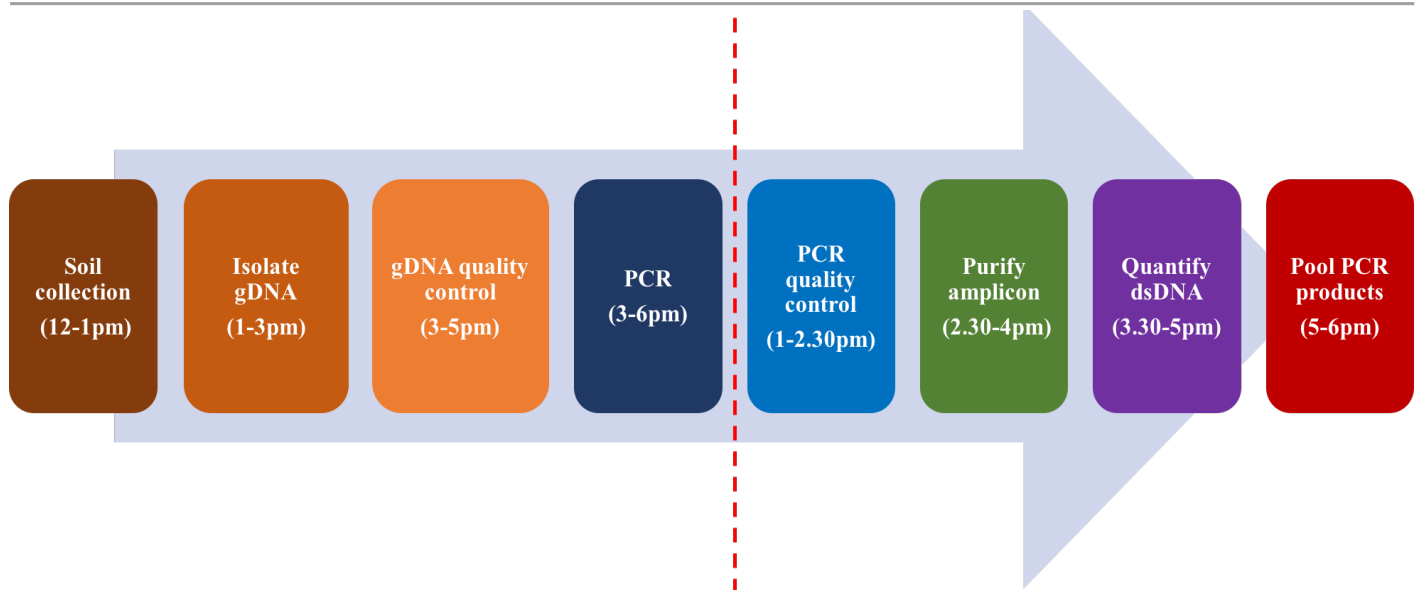 Soil
collection
(12-1pm)
Isolate
gDNA
(1-3pm)
gDNA quality
control
(3-5pm)
PCR
(3-6pm)
PCR
quality
control
(1-2.30pm)
Purify
amplicon
(2.30-4pm)
Quantify
dsDNA
(3.30-5pm)
Pool PCR
products
(5-6pm)